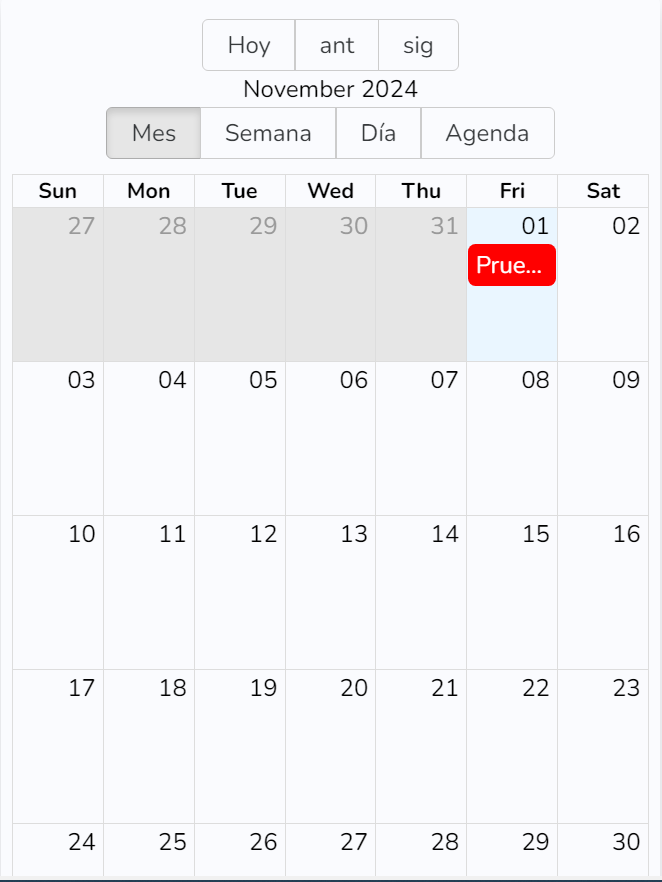 Hoy ant sig
November 2024
Mes Semana Día Agenda
Sun Mon Tue Wed Thu Fri Sat
27 28 29 30 31 01 02
Prue...
03 04 05 06 07 08 09
10 11 12 13 14 15 16
17 18 19 20 21 22 23
24 25 26 27 28 29 30